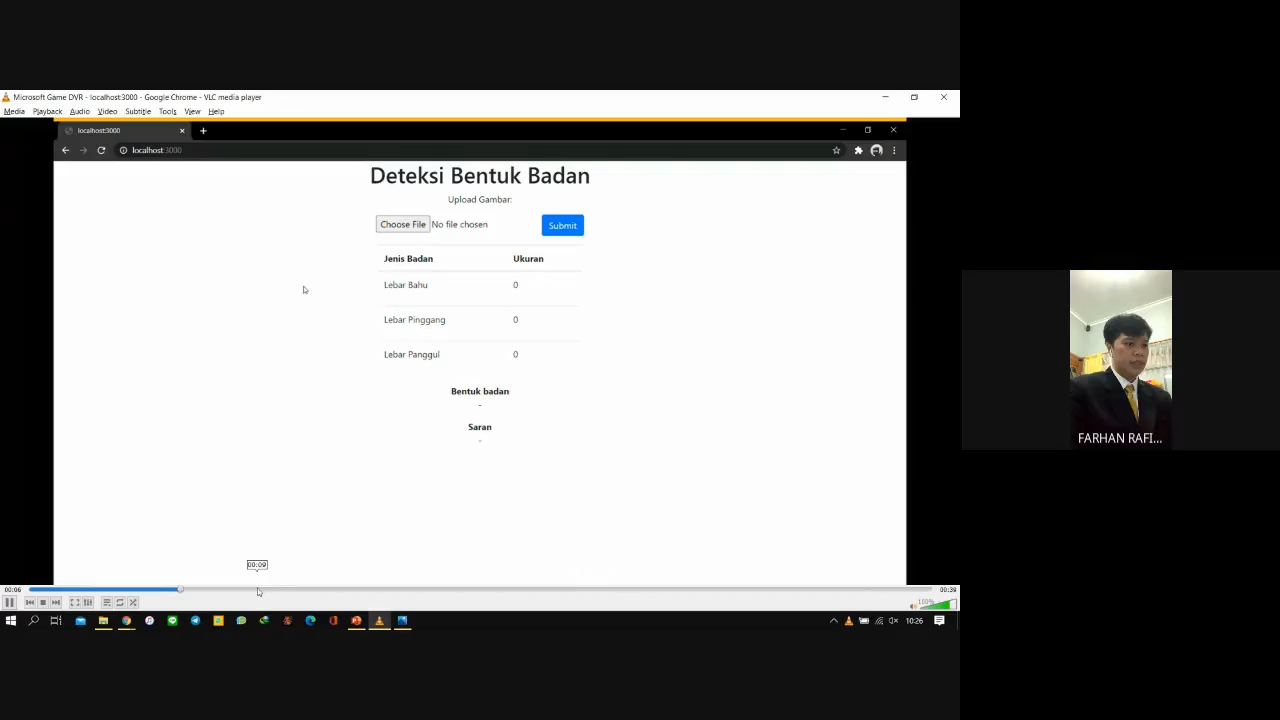 Microsoft Game DVR - localhost:3000 - Google Chrome - VLC media player
Media Playback Audio Video Subtitle Tools View Help
localhost:3000
localhost:3000
Deteksi Bentuk Badan
Upload Gambar:
Choose File No file chosen Submit
Jenis Badan Ukuran
Lebar Bahu 0
Lebar Pinggang 0
Lebar Panggul 0
Bentuk badan
-
Saran
-
FARHAN RAFI...
00:09
00:06 00:39
100%
10:26